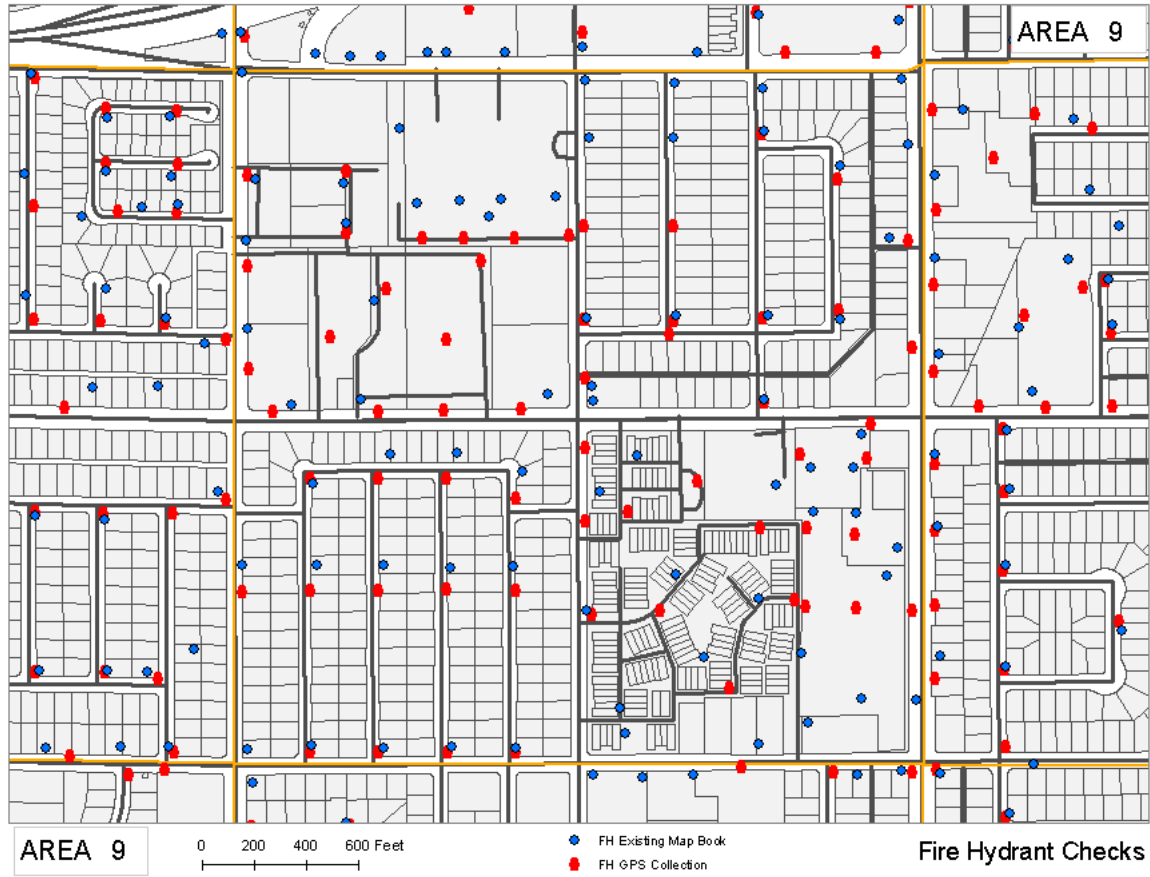 AREA 9
AREA 9
0 200 400 600 Feet
FH Existing Map Book
FH GPS Collection
Fire Hydrant Checks